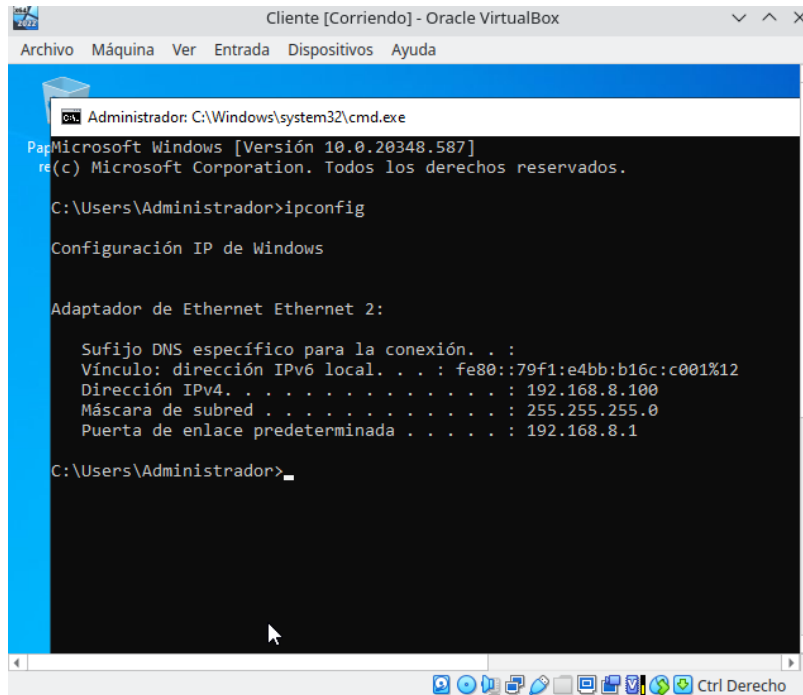 Cliente [Corriendo] - Oracle VirtualBox
Archivo Máquina Ver Entrada Dispositivos Ayuda
Administrador: C:\Windows\system32\cmd.exe
Microsoft Windows [Versión 10.0.20348.587]
(c) Microsoft Corporation. Todos los derechos reservados.
C:\Users\Administrador>ipconfig
Configuración IP de Windows
Adaptador de Ethernet Ethernet 2:
Sufijo DNS específico para la conexión. . :
Vínculo: dirección IPv6 local. . . : fe80::79f1:e4bb:b16c:c001%12
Dirección IPv4. . . . . . . . . . . . . . : 192.168.8.100
Máscara de subred . . . . . . . . . . . . : 255.255.255.0
Puerta de enlace predeterminada . . . . . : 192.168.8.1
C:\Users\Administrador>
Ctrl Derecho